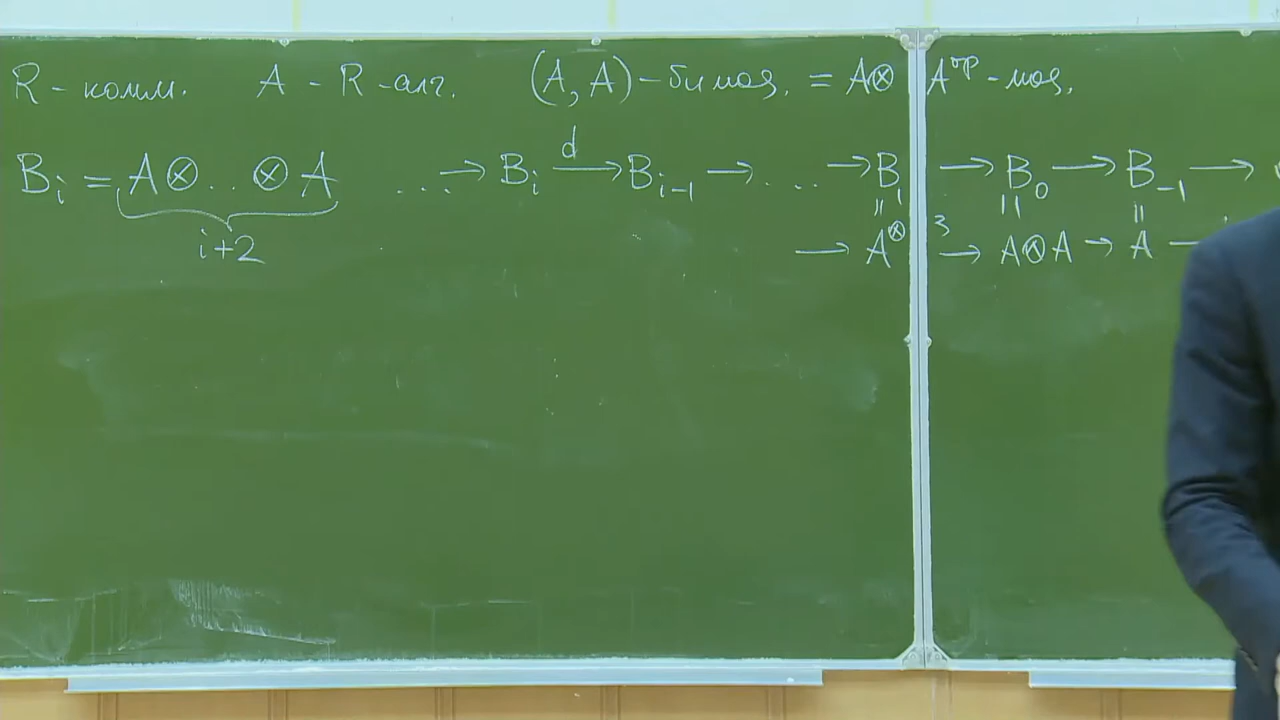 R - комм. A - R-алг. (A, A)-бимод. = A⊗A^op-мод.
B_i = A⊗..⊗A ...→ B_i →^d B_{i-1} → ... → B_1 → B_0 → B_{-1} →
i+2
→ A^{⊗3} → A⊗A → A →